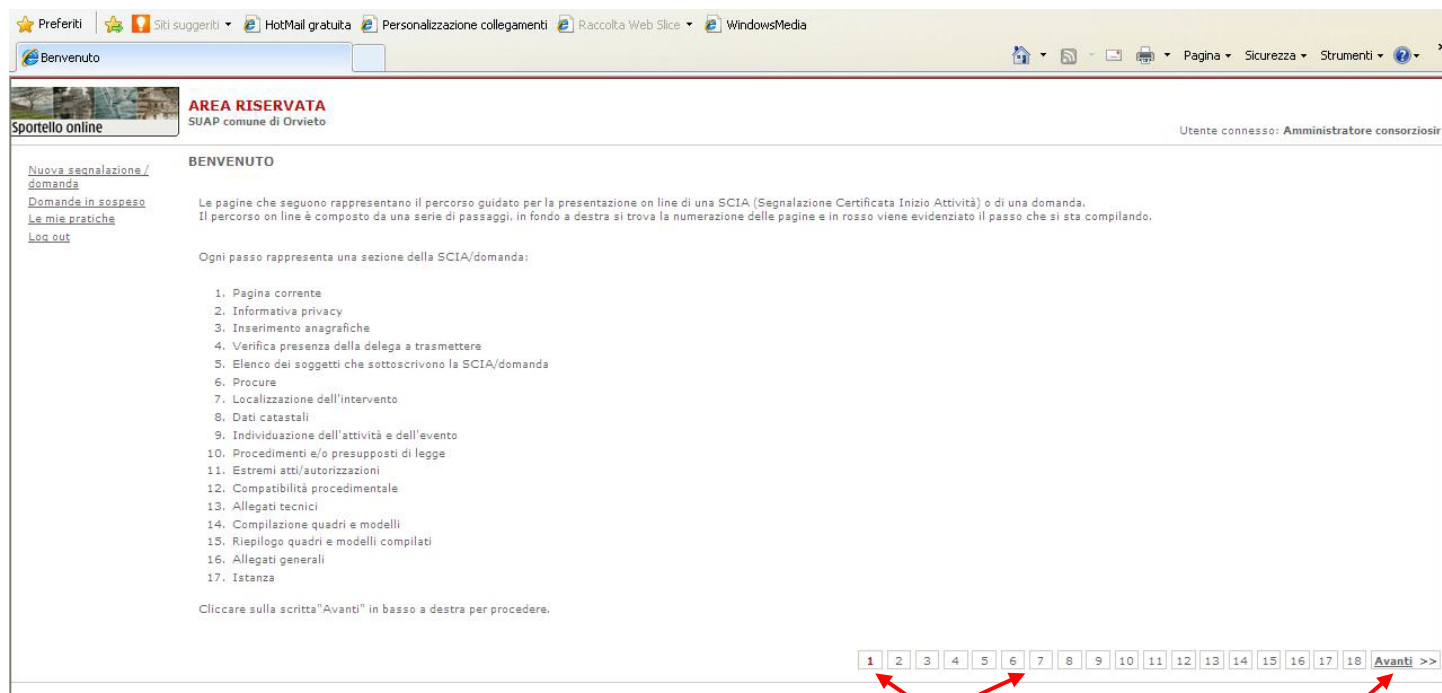 Preferiti Siti suggeriti HotMail gratuita Personalizzazione collegamenti Raccolta Web Slice WindowsMedia
Benvenuto Pagina Sicurezza Strumenti
Sportello online
AREA RISERVATA
SUAP comune di Orvieto
Utente connesso: Amministratore consorziosir
Nuova segnalazione /
domanda
Domande in sospeso
Le mie pratiche
Log out
BENVENUTO
Le pagine che seguono rappresentano il percorso guidato per la presentazione on line di una SCIA (Segnalazione Certificata Inizio Attività) o di una domanda.
Il percorso on line è composto da una serie di passaggi, in fondo a destra si trova la numerazione delle pagine e in rosso viene evidenziato il passo che si sta compilando.
Ogni passo rappresenta una sezione della SCIA/domanda:
1. Pagina corrente
2. Informativa privacy
3. Inserimento anagrafiche
4. Verifica presenza della delega a trasmettere
5. Elenco dei soggetti che sottoscrivono la SCIA/domanda
6. Procure
7. Localizzazione dell'intervento
8. Dati catastali
9. Individuazione dell'attività e dell'evento
10. Procedimenti e/o presupposti di legge
11. Estremi atti/autorizzazioni
12. Compatibilità procedimentale
13. Allegati tecnici
14. Compilazione quadri e modelli
15. Riepilogo quadri e modelli compilati
16. Allegati generali
17. Istanza
Cliccare sulla scritta"Avanti" in basso a destra per procedere.
1 2 3 4 5 6 7 8 9 10 11 12 13 14 15 16 17 18 Avanti >>